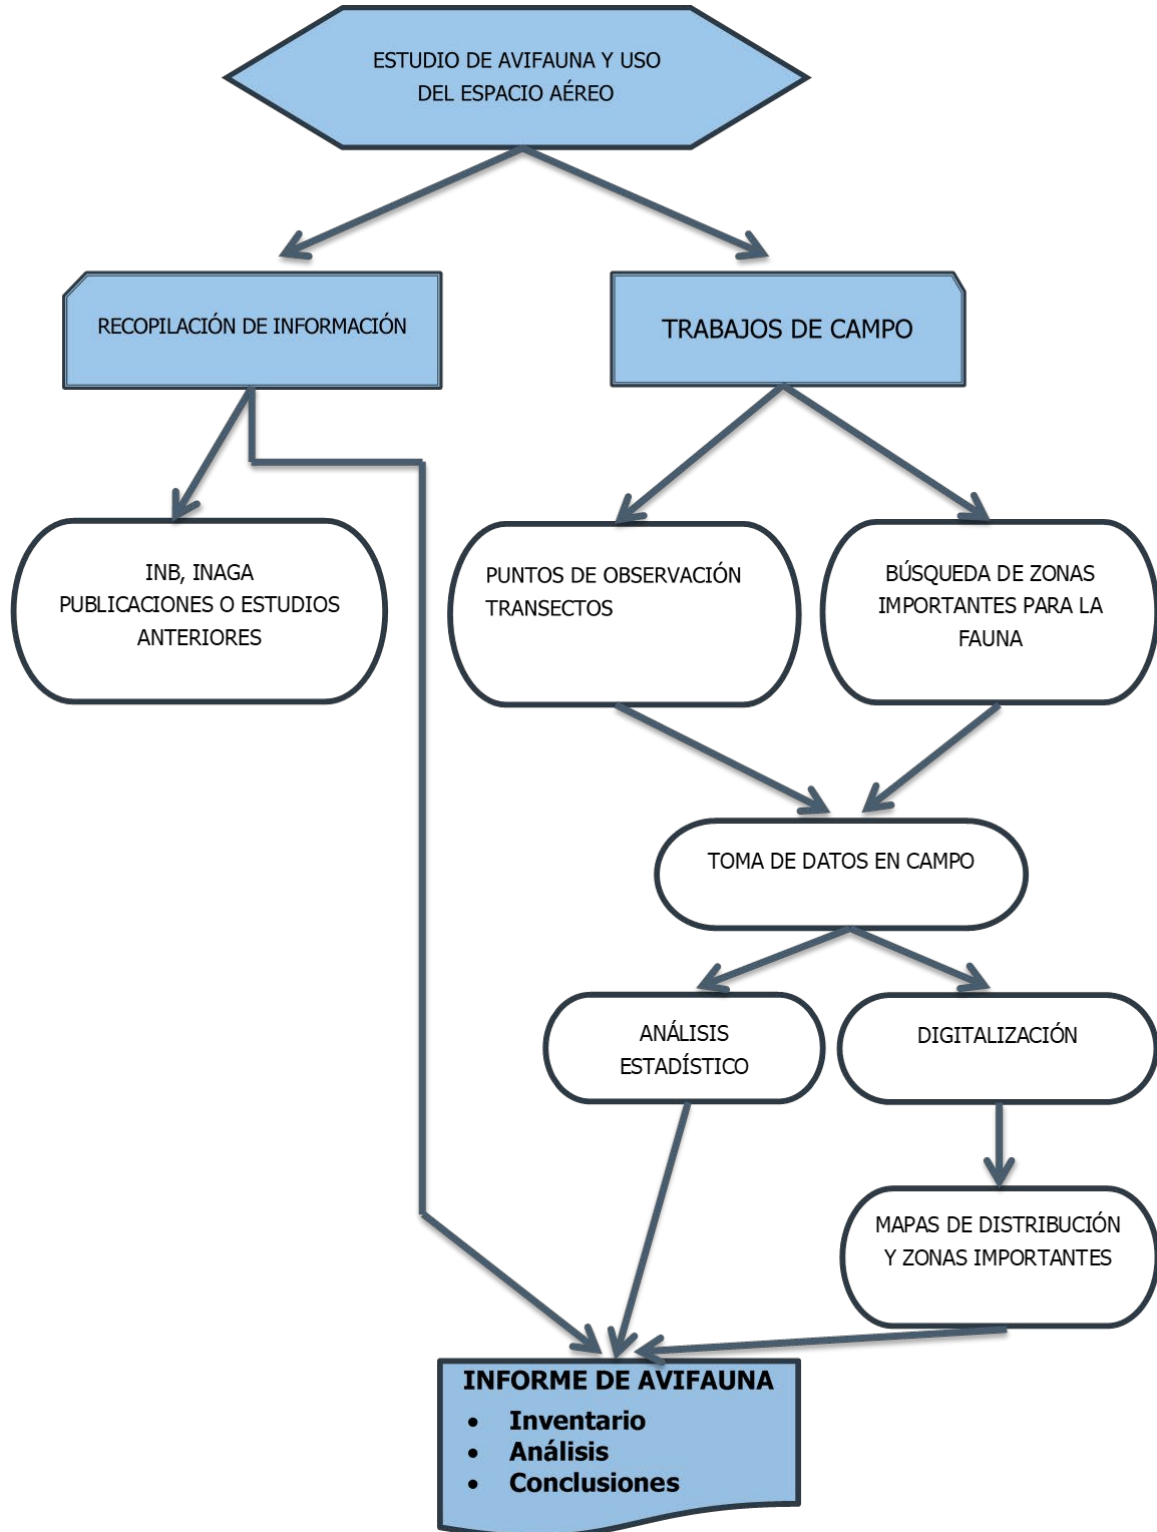 ESTUDIO DE AVIFAUNA Y USO
DEL ESPACIO AÉREO
RECOPILACIÓN DE INFORMACIÓN
TRABAJOS DE CAMPO
INB, INAGA
PUBLICACIONES O ESTUDIOS
ANTERIORES
PUNTOS DE OBSERVACIÓN
TRANSECTOS
BÚSQUEDA DE ZONAS
IMPORTANTES PARA LA
FAUNA
TOMA DE DATOS EN CAMPO
ANÁLISIS
ESTADÍSTICO
DIGITALIZACIÓN
MAPAS DE DISTRIBUCIÓN
Y ZONAS IMPORTANTES
INFORME DE AVIFAUNA
• Inventario
• Análisis
• Conclusiones